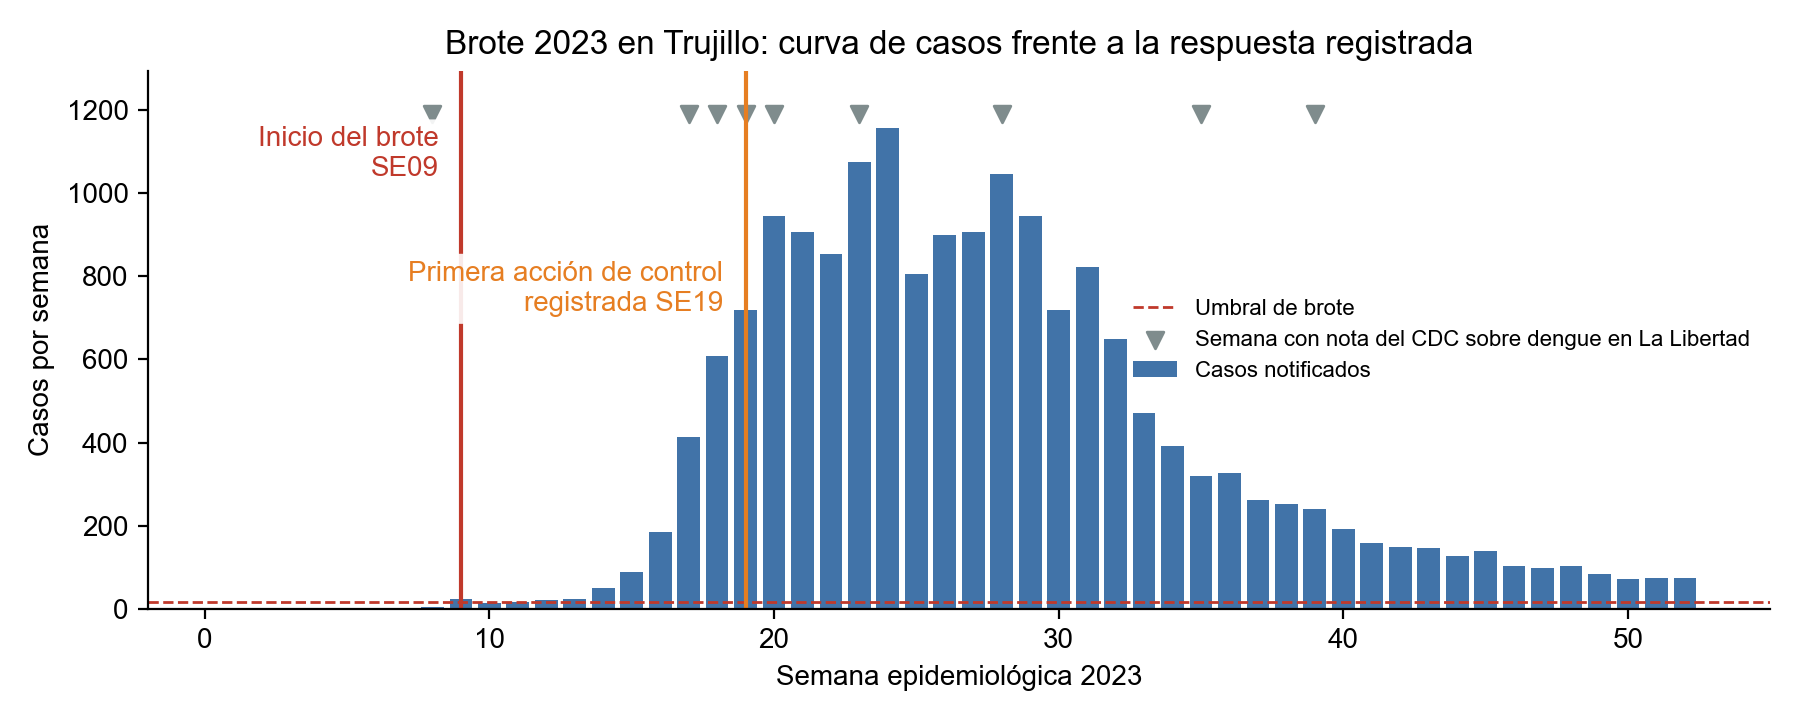 Brote 2023 en Trujillo: curva de casos frente a la respuesta registrada
Casos por semana
1200
1000
800
600
400
200
0
Inicio del brote
SE09
Primera acción de control
registrada SE19
Umbral de brote
Semana con nota del CDC sobre dengue en La Libertad
Casos notificados
0
10
20
30
40
50
Semana epidemiológica 2023